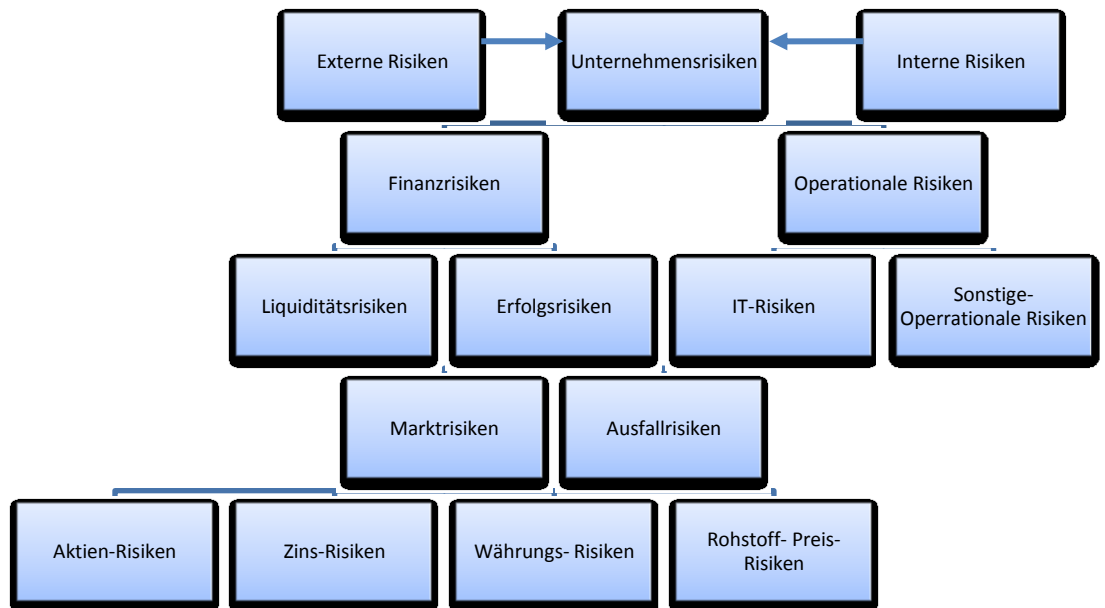 Externe Risiken
Unternehmensrisiken
Interne Risiken
Finanzrisiken
Operationale Risiken
Liquiditätsrisiken
Erfolgsrisiken
IT-Risiken
Sonstige-
Operrationale Risiken
Marktrisiken
Ausfallrisiken
Aktien-Risiken
Zins-Risiken
Währungs- Risiken
Rohstoff- Preis-
Risiken